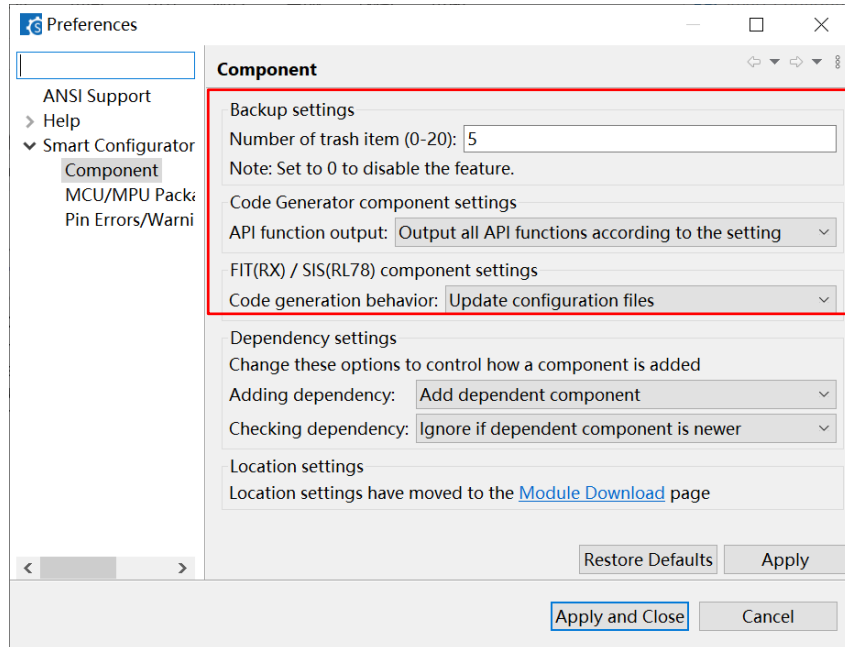 Preferences
Component
ANSI Support
Help
Smart Configurator
Component
MCU/MPU Packa
Pin Errors/Warni
Backup settings
Number of trash item (0-20): 5
Note: Set to 0 to disable the feature.
Code Generator component settings
API function output: Output all API functions according to the setting
FIT(RX) / SIS(RL78) component settings
Code generation behavior: Update configuration files
Dependency settings
Change these options to control how a component is added
Adding dependency: Add dependent component
Checking dependency: Ignore if dependent component is newer
Location settings
Location settings have moved to the Module Download page
Restore Defaults Apply
Apply and Close Cancel